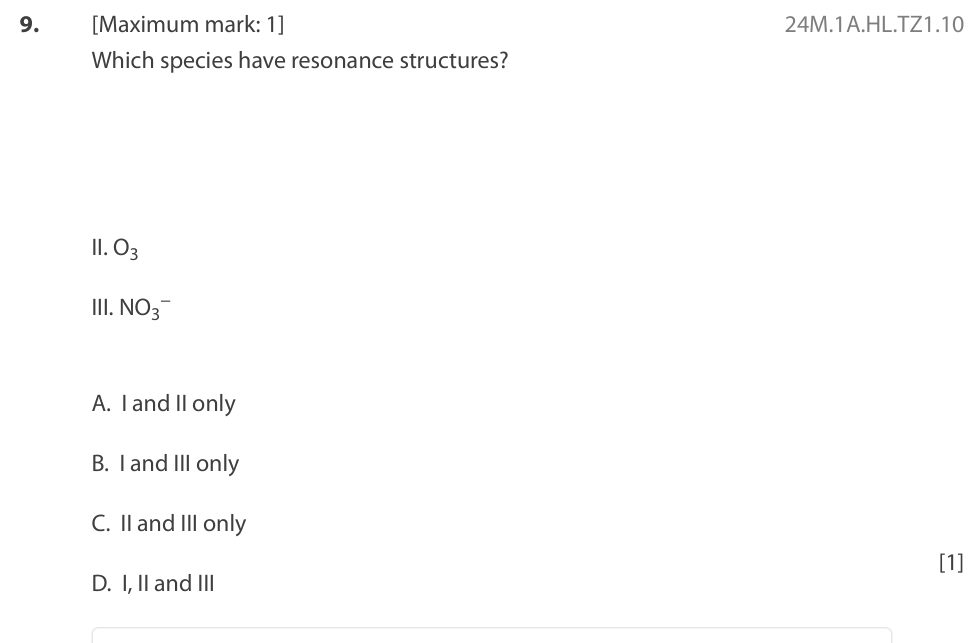 9. [Maximum mark: 1] 24M.1A.HL.TZ1.10
Which species have resonance structures?
II. O₃
III. NO₃⁻
A. I and II only
B. I and III only
C. II and III only
[1]
D. I, II and III